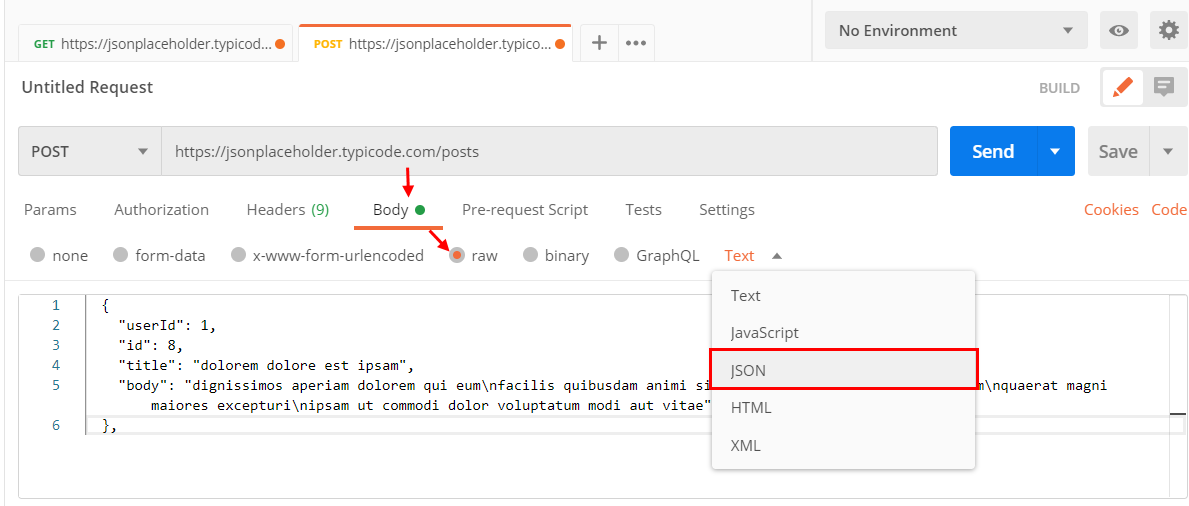 GET https://jsonplaceholder.typicod... POST https://jsonplaceholder.typico... + ••• No Environment
Untitled Request BUILD
POST https://jsonplaceholder.typicode.com/posts Send Save
Params Authorization Headers (9) Body Pre-request Script Tests Settings Cookies Code
none form-data x-www-form-urlencoded raw binary GraphQL Text
Text
JavaScript
JSON
HTML
XML
1 {
2 "userId": 1,
3 "id": 8,
4 "title": "dolorem dolore est ipsam",
5 "body": "dignissimos aperiam dolorem qui eum\nfacilis quibusdam animi si m\nquaerat magni
maiores excepturi\nipsam ut commodi dolor voluptatum modi aut vitae"
6 },